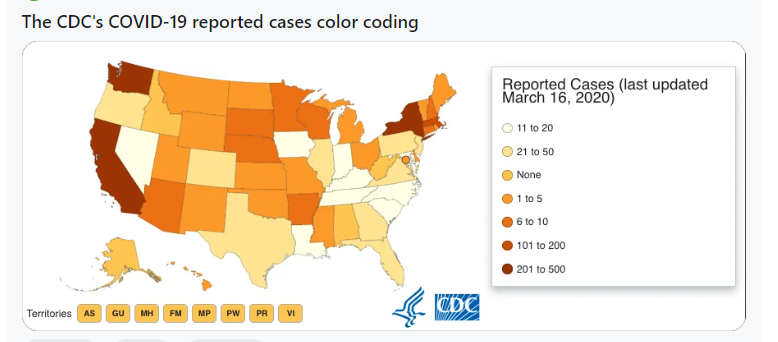 The CDC's COVID-19 reported cases color coding
Reported Cases (last updated
March 16, 2020)
11 to 20
21 to 50
None
1 to 5
6 to 10
101 to 200
201 to 500
Territories AS GU MH FM MP PW PR VI
CDC